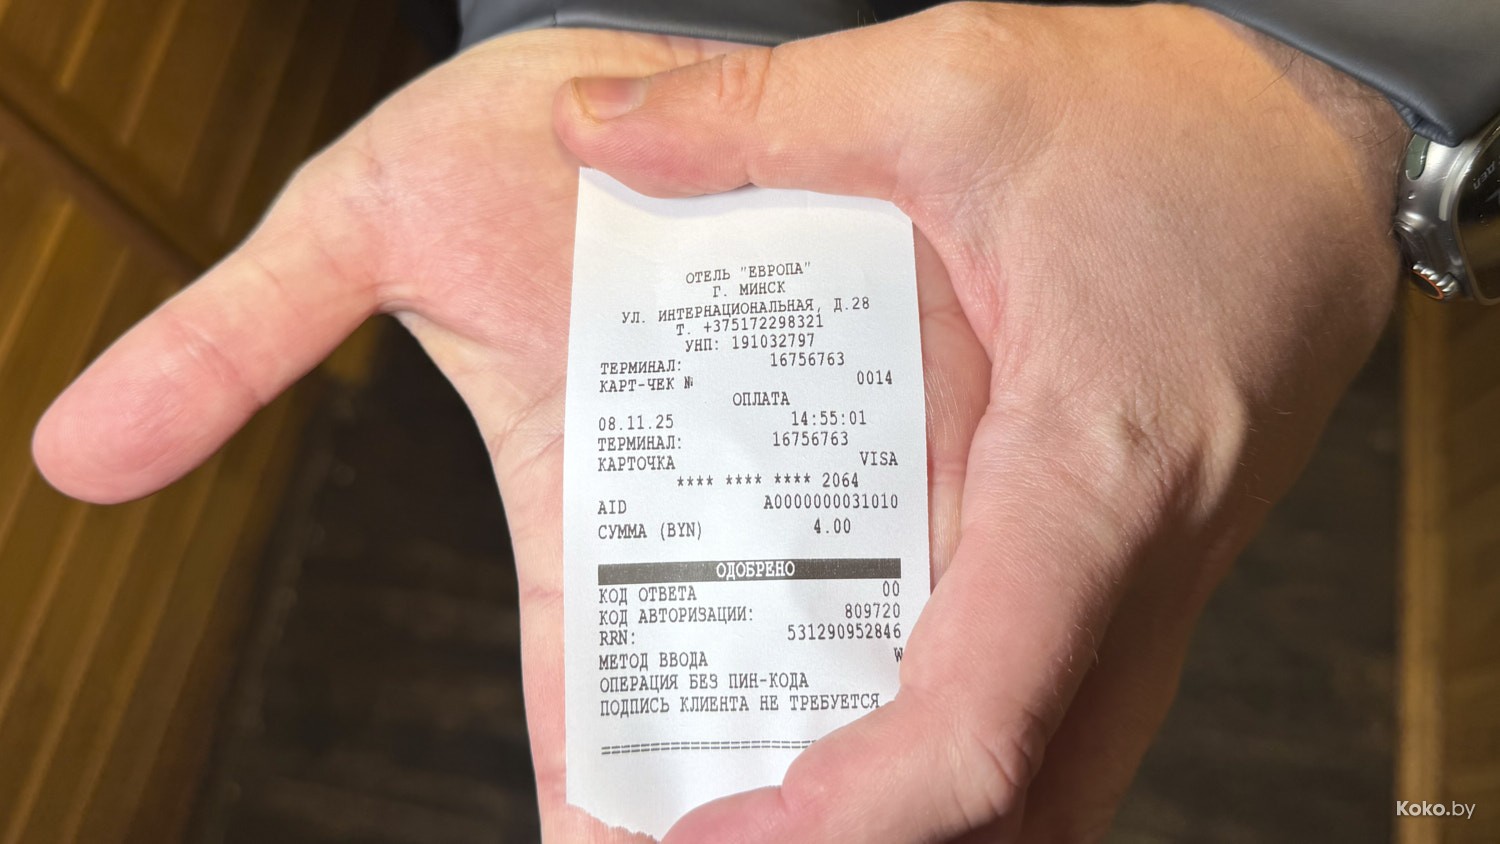 ОТЕЛЬ "ЕВРОПА"
Г. МИНСК
УЛ. ИНТЕРНАЦИОНАЛЬНАЯ, Д.28
Т. +375172298321
УНП: 191032797
ТЕРМИНАЛ: 16756763
КАРТ-ЧЕК № 0014
ОПЛАТА
08.11.25 14:55:01
ТЕРМИНАЛ: 16756763
КАРТОЧКА VISA
**** **** **** 2064
AID A0000000031010
СУММА (BYN) 4.00
ОДОБРЕНО
КОД ОТВЕТА 00
КОД АВТОРИЗАЦИИ: 809720
RRN: 531290952846
МЕТОД ВВОДА W
ОПЕРАЦИЯ БЕЗ ПИН-КОДА
ПОДПИСЬ КЛИЕНТА НЕ ТРЕБУЕТСЯ
Koko.by